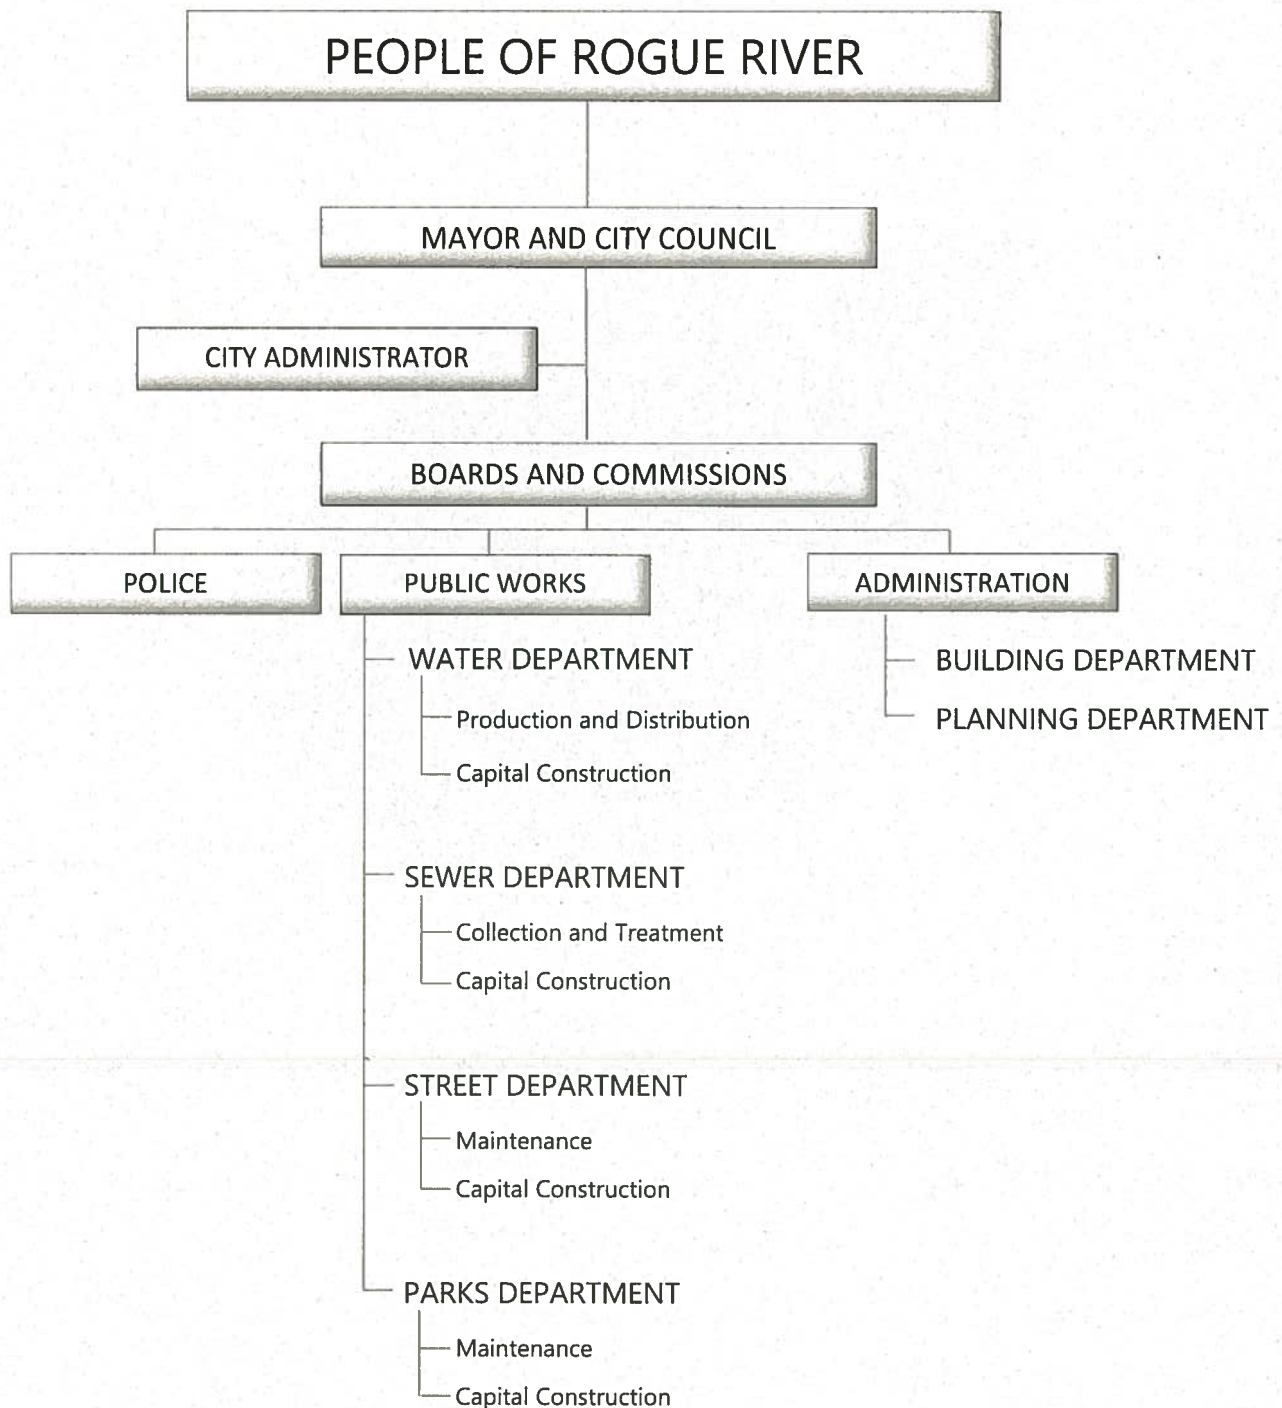 PEOPLE OF ROGUE RIVER
MAYOR AND CITY COUNCIL
CITY ADMINISTRATOR
BOARDS AND COMMISSIONS
POLICE
PUBLIC WORKS
ADMINISTRATION
WATER DEPARTMENT
Production and Distribution
Capital Construction
SEWER DEPARTMENT
Collection and Treatment
Capital Construction
STREET DEPARTMENT
Maintenance
Capital Construction
PARKS DEPARTMENT
Maintenance
Capital Construction
BUILDING DEPARTMENT
PLANNING DEPARTMENT